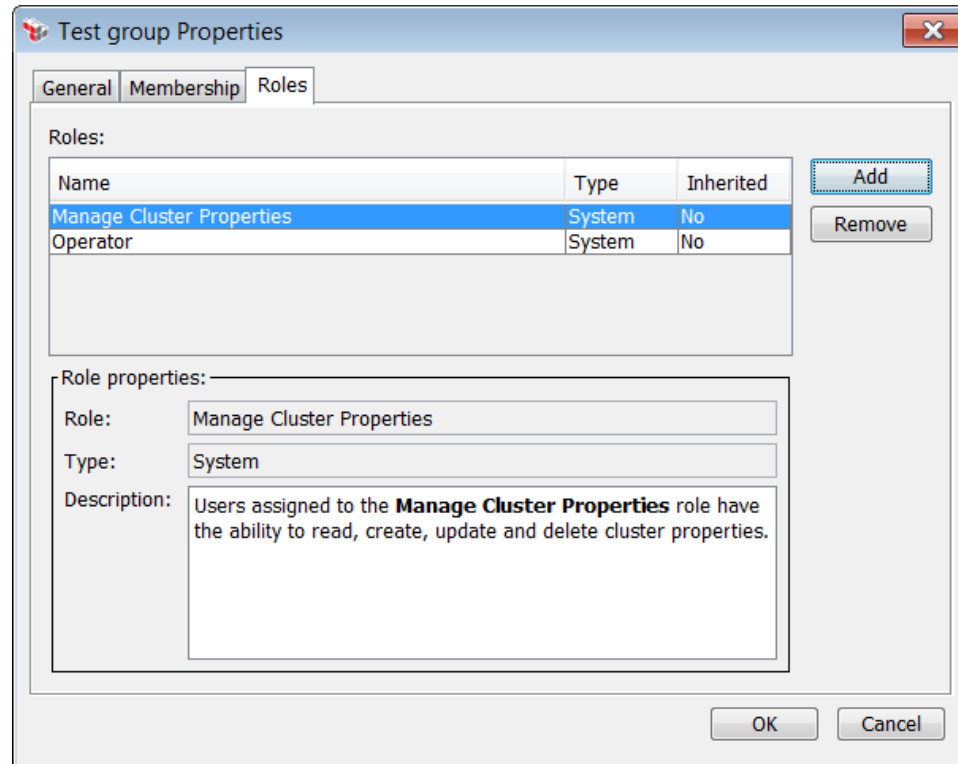 Test group Properties
General Membership Roles
Roles:
Name Type Inherited
Manage Cluster Properties System No
Operator System No
Add
Remove
Role properties:
Role: Manage Cluster Properties
Type: System
Description: Users assigned to the Manage Cluster Properties role have
the ability to read, create, update and delete cluster properties.
OK Cancel